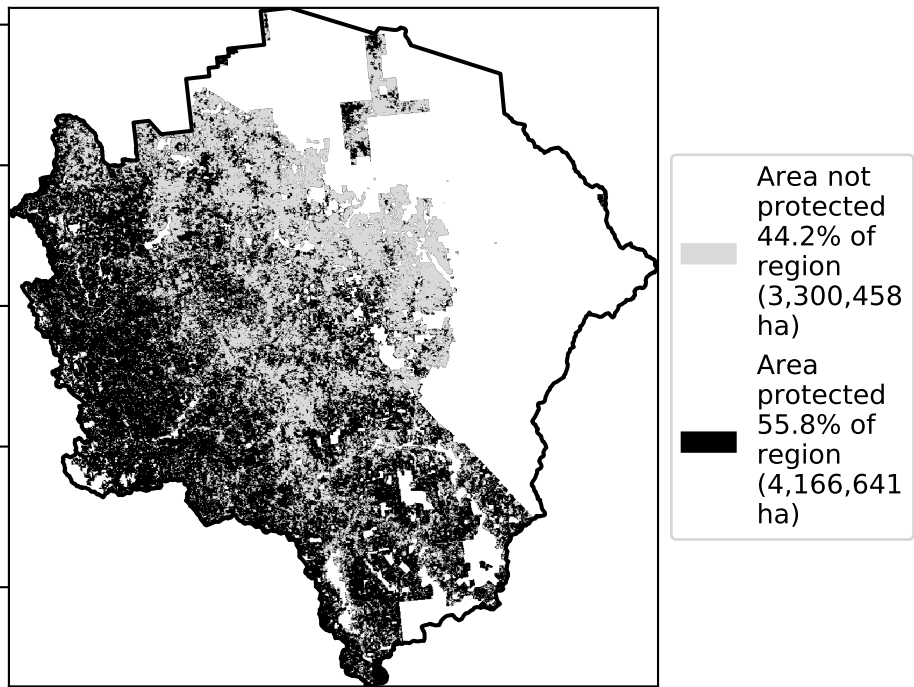 Area not
protected
44.2% of
region
(3,300,458
ha)
Area
protected
55.8% of
region
(4,166,641
ha)